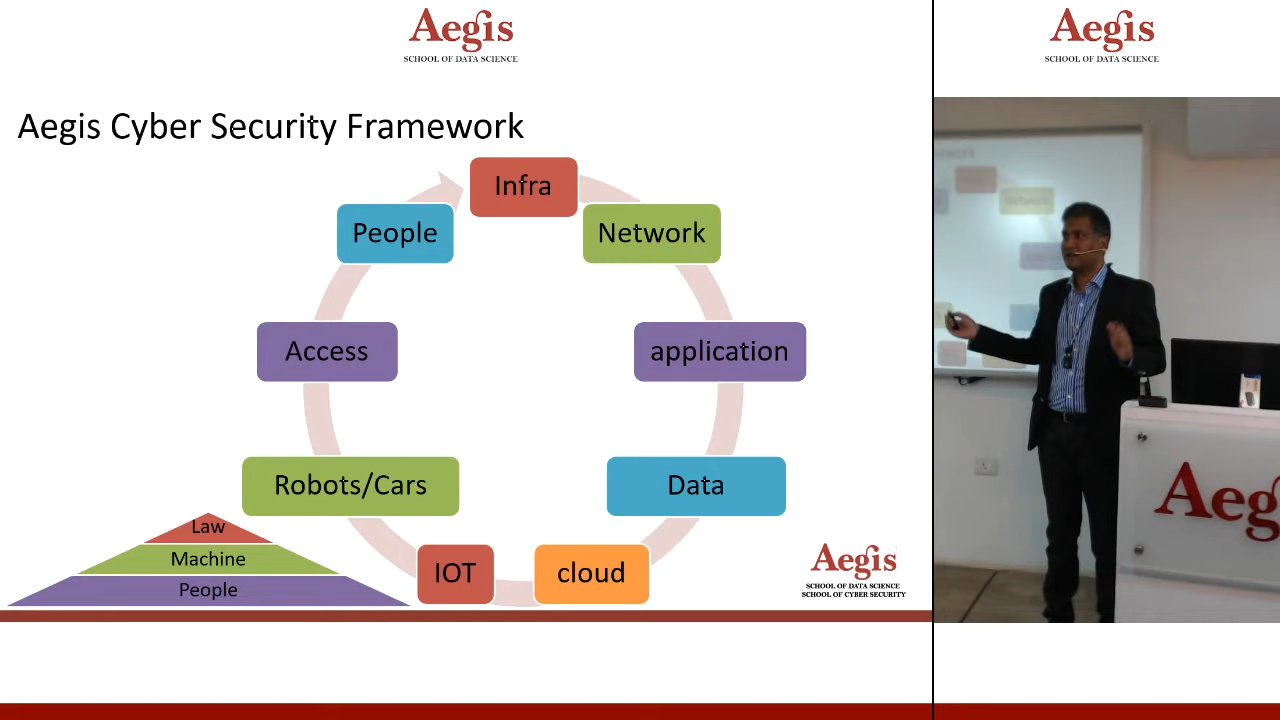 Aegis
SCHOOL OF DATA SCIENCE
Aegis
SCHOOL OF DATA SCIENCE
Aegis Cyber Security Framework
Infra
People
Network
Access
application
Robots/Cars
Data
IOT
cloud
Law
Machine
People
Aegis
SCHOOL OF DATA SCIENCE
SCHOOL OF CYBER SECURITY
Aeg